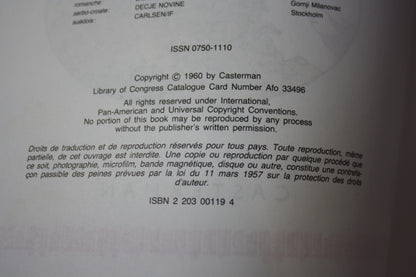 romanche:
serbo-croate: DECJE NOVINE Gornji Milanovac
suédois: CARLSEN/IF Stockholm
ISSN 0750-1110
Copyright © 1960 by Casterman
Library of Congress Catalogue Card Number Afo 33496
All rights reserved under International,
Pan-American and Universal Copyright Conventions.
No portion of this book may be reproduced by any process
without the publisher's written permission.
Droits de traduction et de reproduction réservés pour tous pays. Toute reproduction, même
partielle, de cet ouvrage est interdite. Une copie ou reproduction par quelque procédé que
ce soit, photographie, microfilm, bande magnétique, disque ou autre, constitue une contrefa-
çon passible des peines prévues par la loi du 11 mars 1957 sur la protection des droits
d'auteur.
ISBN 2 203 00119 4